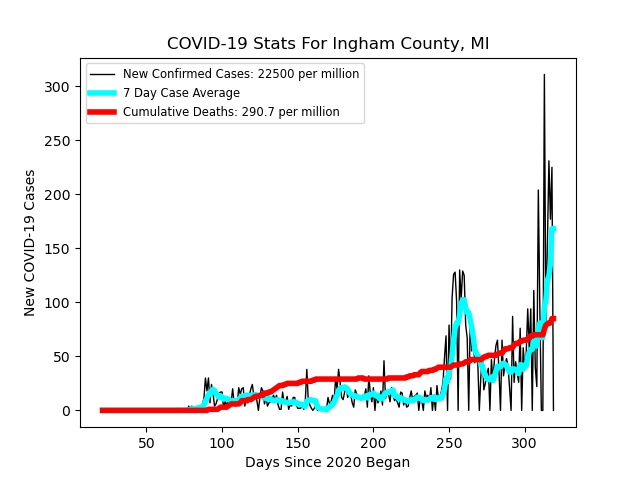 COVID-19 Stats For Ingham County, MI
New Confirmed Cases: 22500 per million
7 Day Case Average
Cumulative Deaths: 290.7 per million
New COVID-19 Cases
300
250
200
150
100
50
0
50 100 150 200 250 300
Days Since 2020 Began